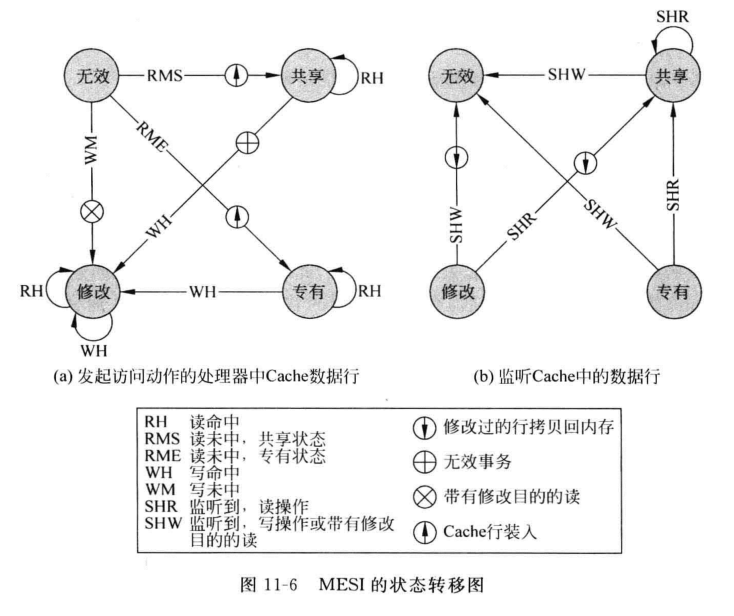 无效
RMS
共享
RH
WM
RME
WH
RH
修改
WH
专有
RH
WH
(a) 发起访问动作的处理器中Cache数据行
SHR
无效
SHW
共享
SHW
SHR
SHW
SHR
修改
专有
(b) 监听Cache中的数据行
RH 读命中
RMS 读未中，共享状态
RME 读未中，专有状态
WH 写命中
WM 写未中
SHR 监听到，读操作
SHW 监听到，写操作或带有修改
目的的读
修改过的行拷贝回内存
无效事务
带有修改目的的读
Cache行装入
图 11-6 MESI 的状态转移图